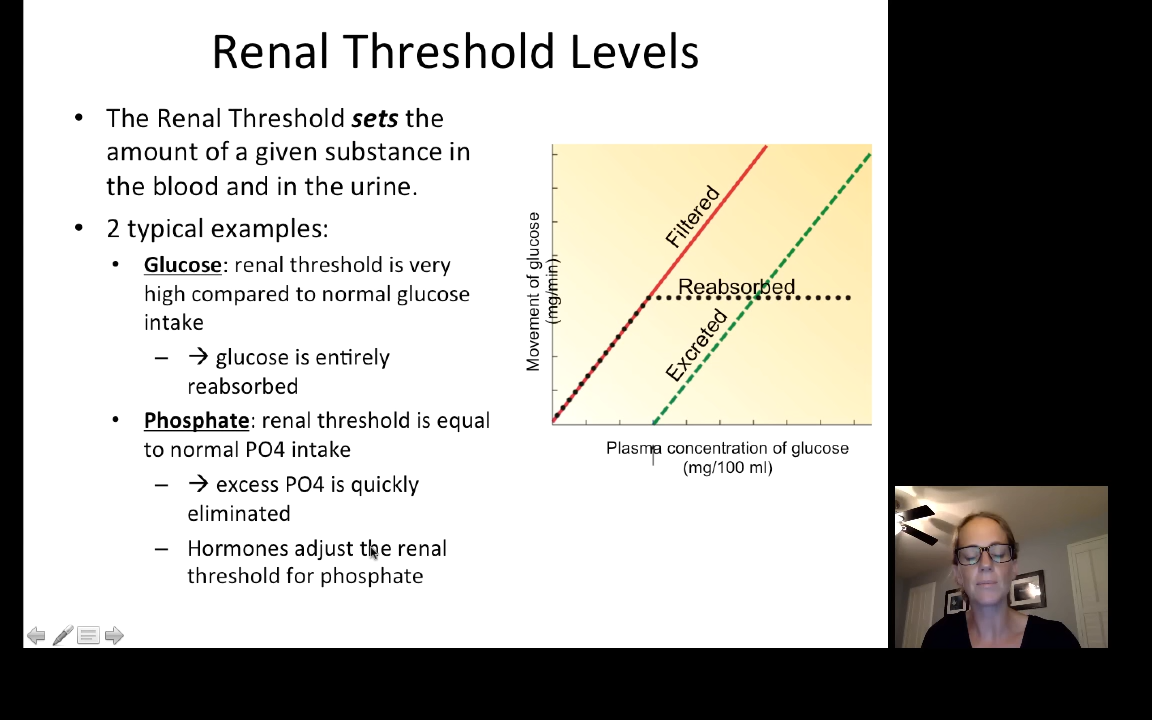 Renal Threshold Levels
• The Renal Threshold sets the
amount of a given substance in
the blood and in the urine.
• 2 typical examples:
• Glucose: renal threshold is very
high compared to normal glucose
intake
– → glucose is entirely
reabsorbed
• Phosphate: renal threshold is equal
to normal PO4 intake
– → excess PO4 is quickly
eliminated
– Hormones adjust the renal
threshold for phosphate
Movement of glucose
(mg/min)
Filtered
Reabsorbed
Excreted
Plasma concentration of glucose
(mg/100 ml)